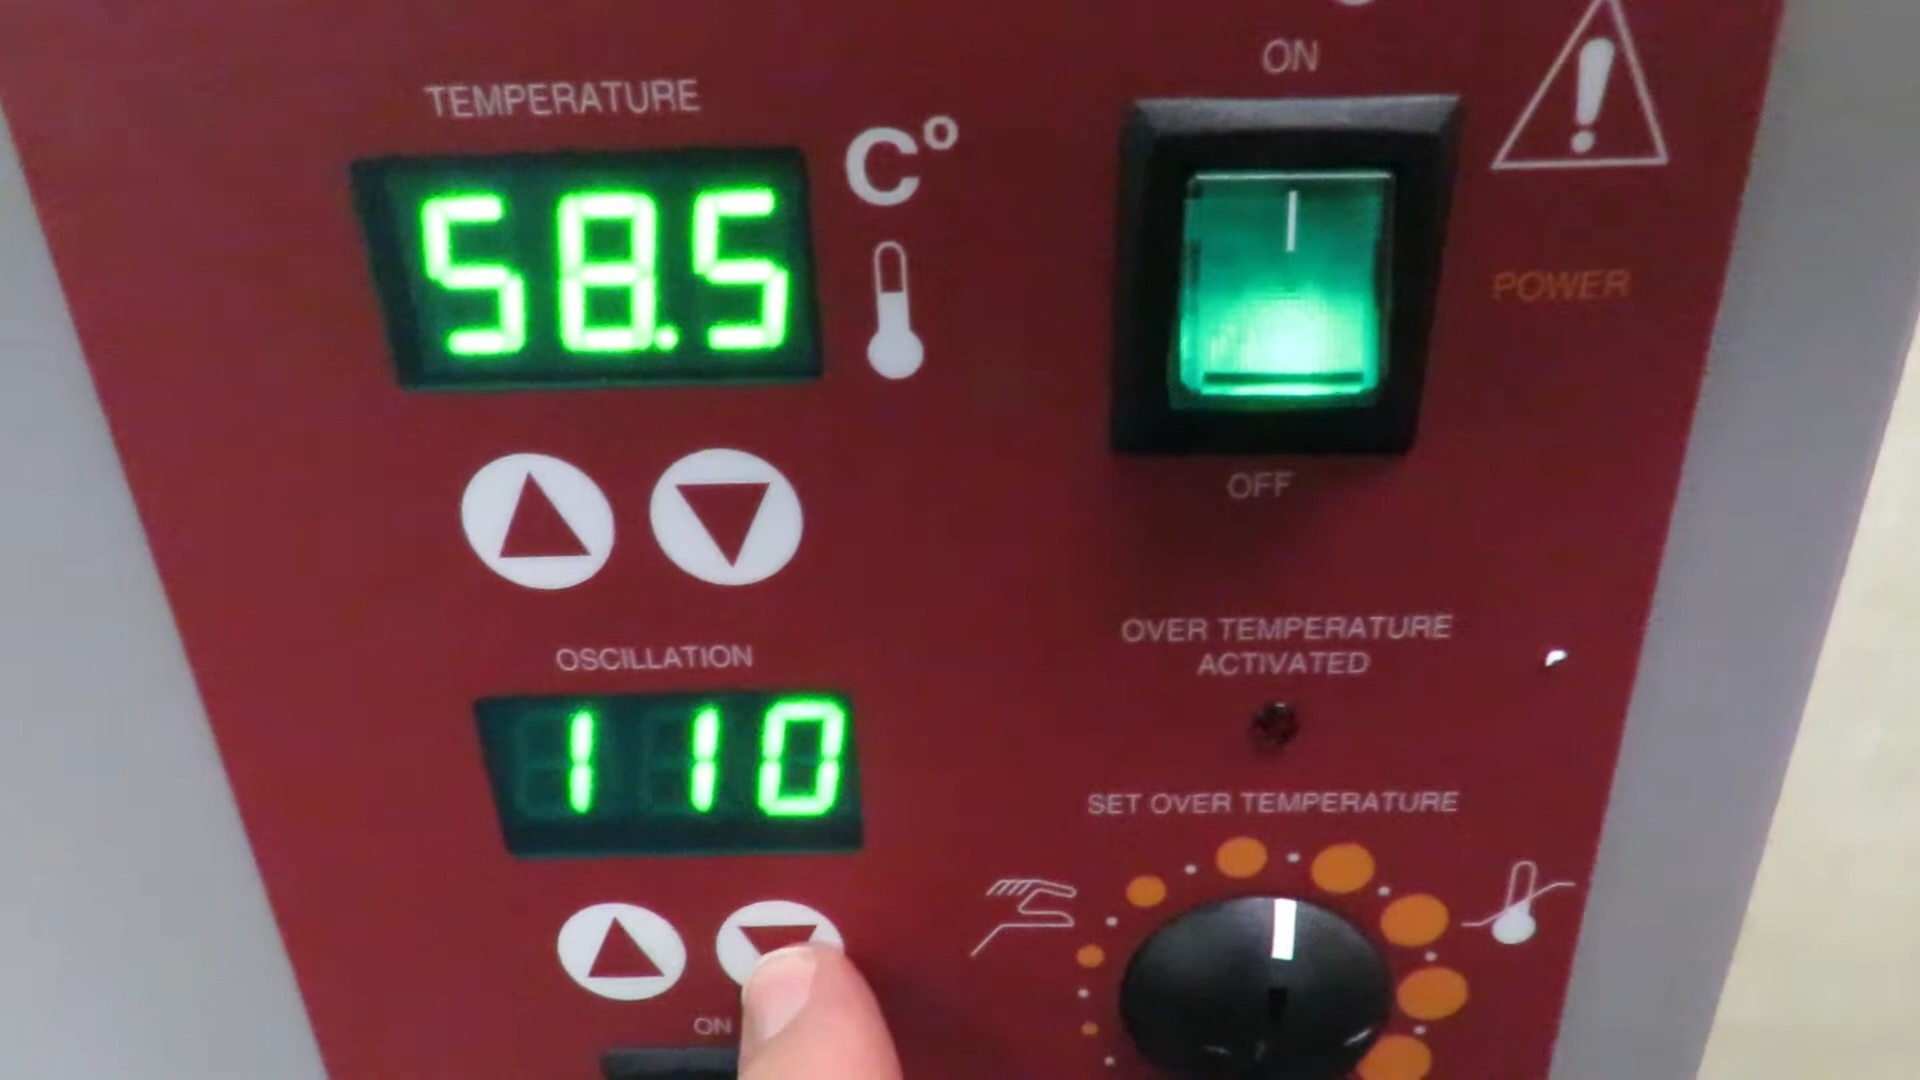 TEMPERATURE
58.5
C°
ON
POWER
OFF
OSCILLATION
110
ON
OVER TEMPERATURE
ACTIVATED
SET OVER TEMPERATURE